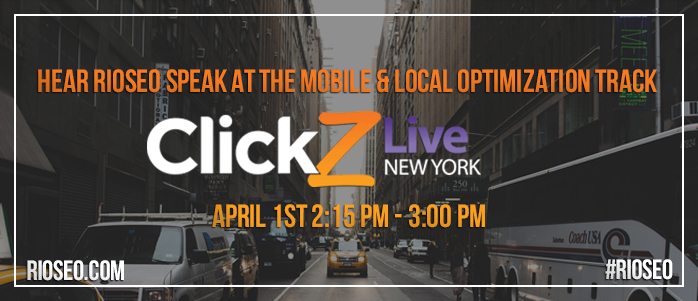 HEAR RIOSEO SPEAK AT THE MOBILE & LOCAL OPTIMIZATION TRACK
ClickZ Live
NEW YORK
250
APRIL 1ST 2:15 PM - 3:00 PM
Coach USA
RIOSEO.COM
#RIOSEO